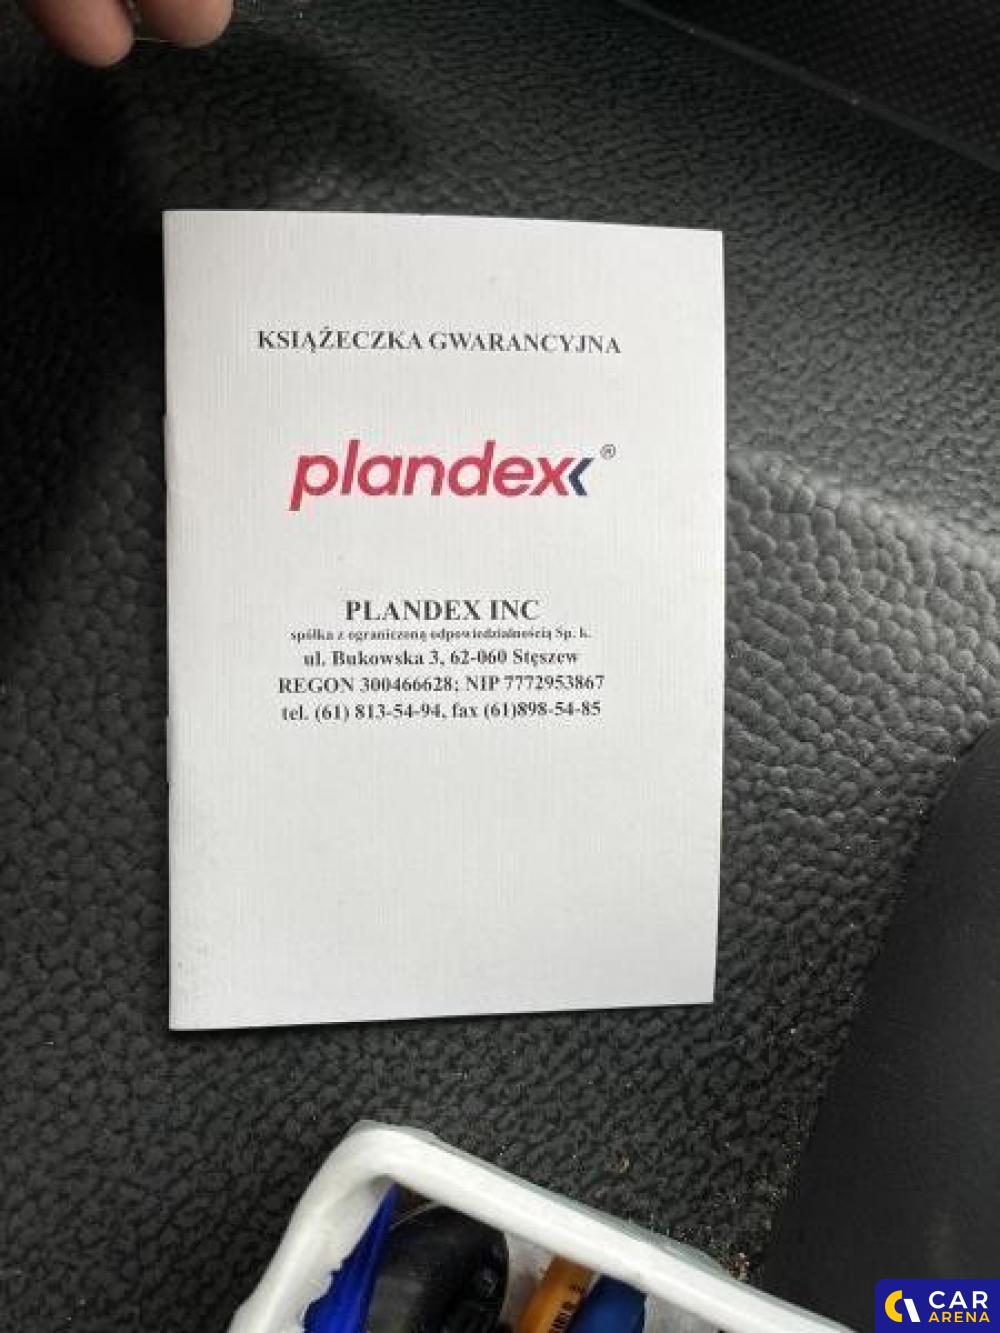 KSIĄŻECZKA GWARANCYJNA
plandex®
PLANDEX INC
spółka z ograniczoną odpowiedzialnością Sp. k.
ul. Bukowska 3, 62-060 Stęszew
REGON 300466628; NIP 7772953867
tel. (61) 813-54-94, fax (61)898-54-85
CAR
ARENA